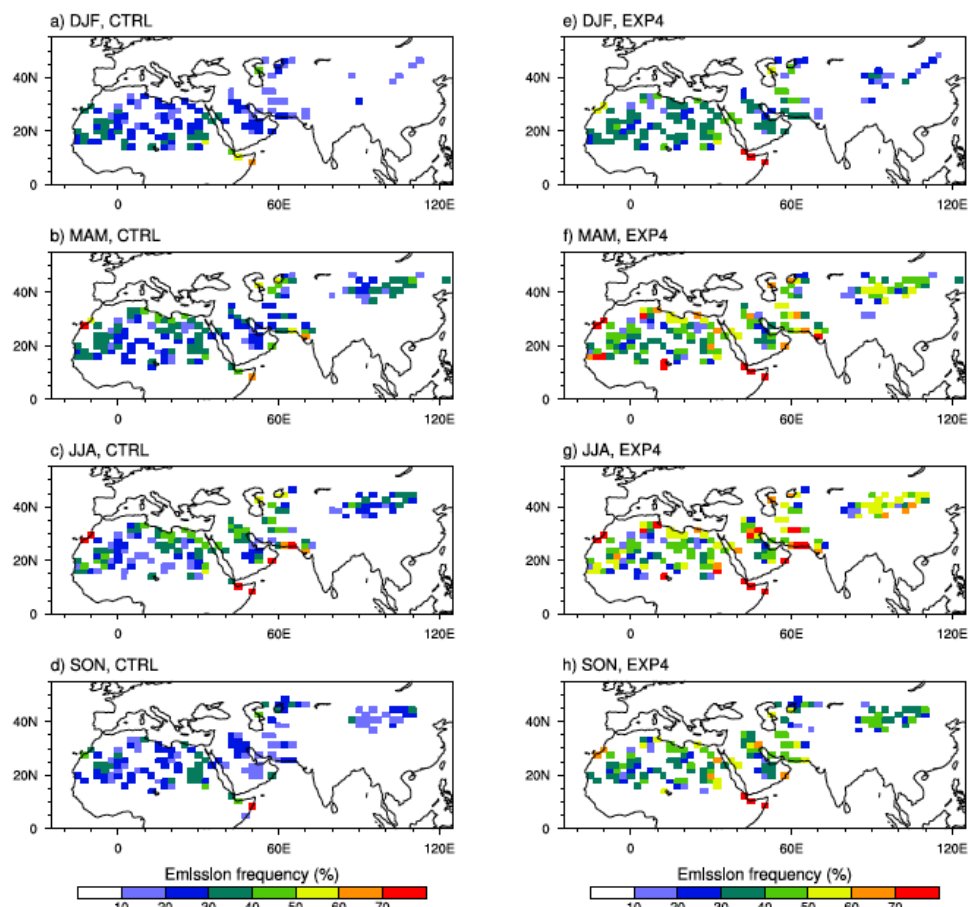 a) DJF, CTRL
e) DJF, EXP4
40N
20N
0
0
60E
120E
40N
20N
0
0
60E
120E
b) MAM, CTRL
f) MAM, EXP4
40N
20N
0
0
60E
120E
40N
20N
0
0
60E
120E
c) JJA, CTRL
g) JJA, EXP4
40N
20N
0
0
60E
120E
40N
20N
0
0
60E
120E
d) SON, CTRL
h) SON, EXP4
40N
20N
0
0
60E
120E
40N
20N
0
0
60E
120E
Emission frequency (%)
10 20 30 40 50 60 70
Emission frequency (%)
10 20 30 40 50 60 70